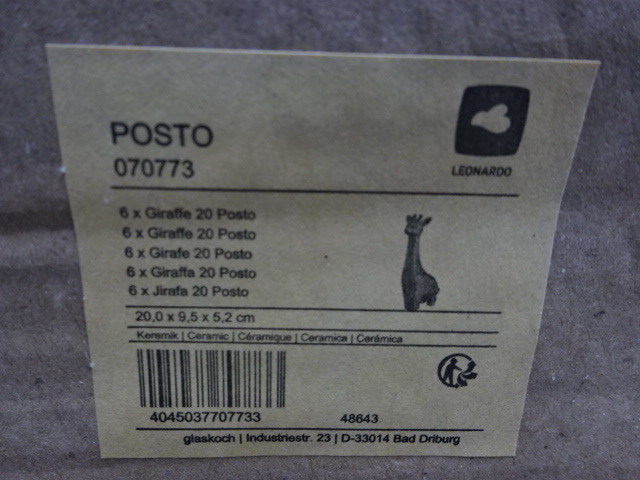 POSTO
070773
LEONARDO
6 x Giraffe 20 Posto
6 x Giraffe 20 Posto
6 x Girafe 20 Posto
6 x Giraffa 20 Posto
6 x Jirafa 20 Posto
20,0 x 9,5 x 5,2 cm
Keramik | Ceramic | Céramique | Ceramica | Cerámica
4045037707733 48643
glaskoch | Industriestr. 23 | D-33014 Bad Driburg